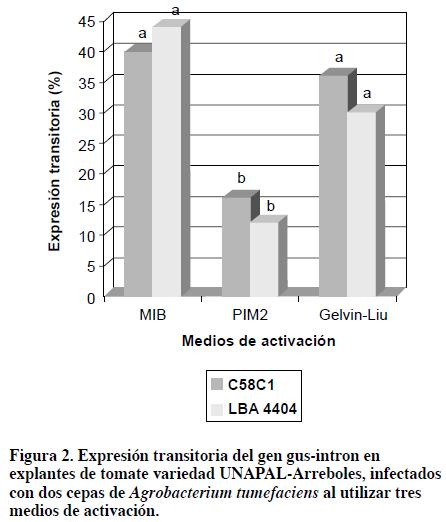 Expresión transitoria (%)
45
40
35
30
25
20
15
10
5
0
a
a
b
b
a
a
MIB
PIM2
Gelvin-Liu
Medios de activación
C58C1
LBA 4404
Figura 2. Expresión transitoria del gen gus-intron en
explantes de tomate variedad UNAPAL-Arreboles, infectados
con dos cepas de Agrobacterium tumefaciens al utilizar tres
medios de activación.